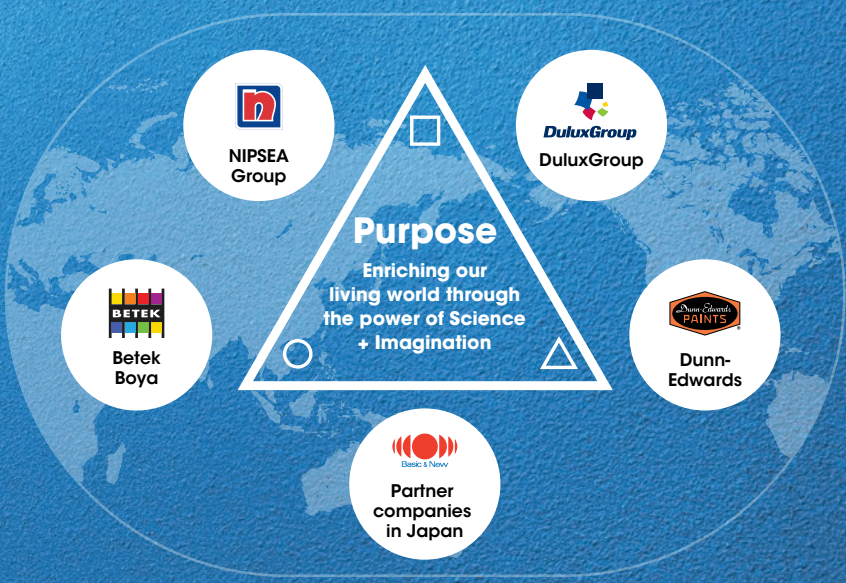 n
NIPSEA
Group
DuluxGroup
DuluxGroup
Purpose
Enriching our
living world through
the power of Science
+ Imagination
BETEK
Betek
Boya
Dunn-Edwards
PAINTS
Dunn-
Edwards
Basic & New
Partner
companies
in Japan